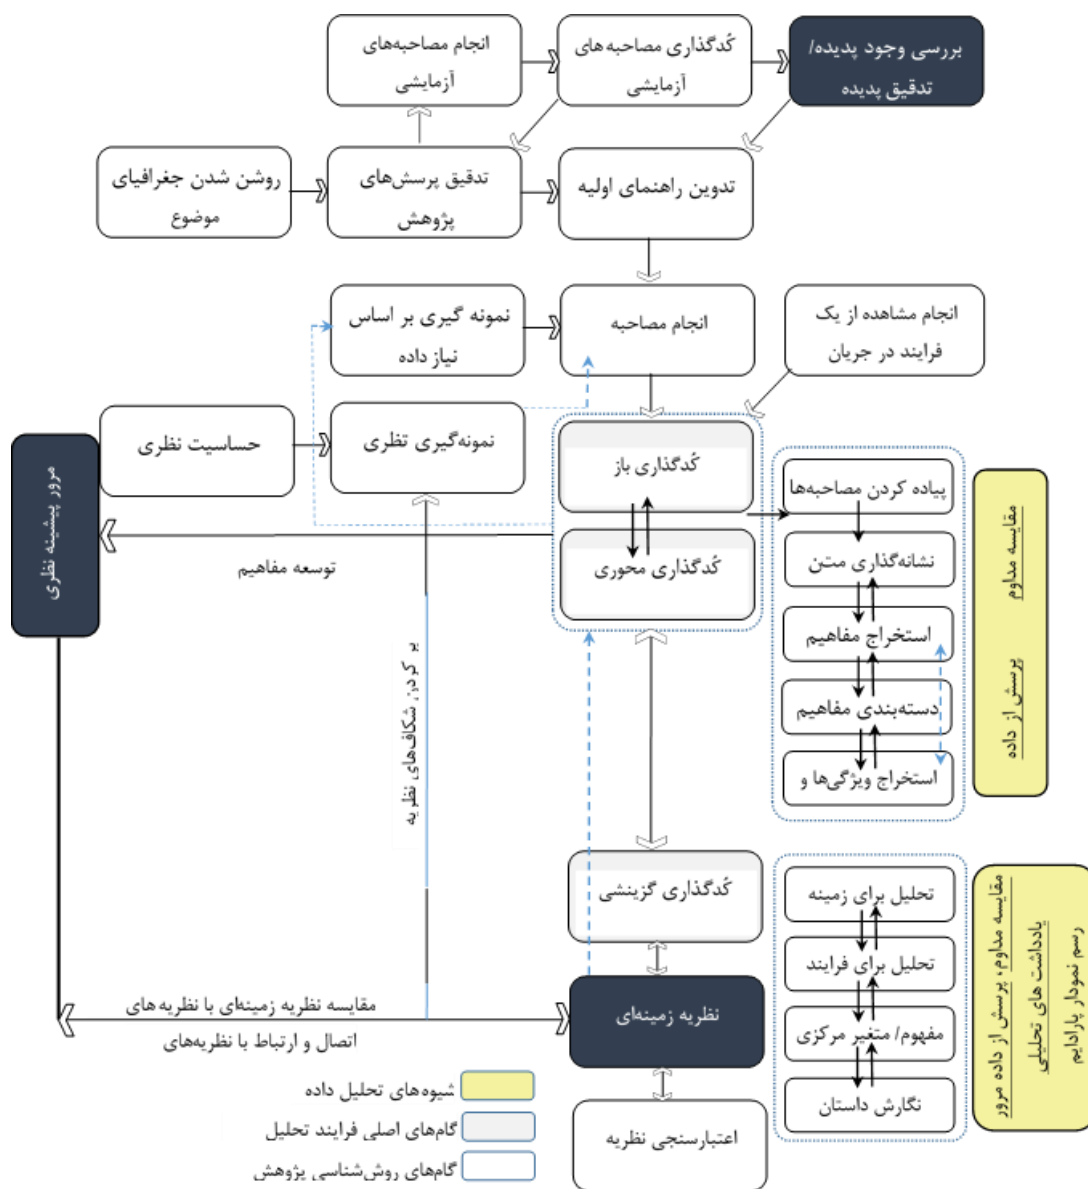 انجام مصاحبه‌های
آزمایشی
کُدگذاری مصاحبه های
آزمایشی
بررسی وجود پدیده/
تدقیق پدیده
روشن شدن جغرافیای
موضوع
تدقیق پرسش‌های
پژوهش
تدوین راهنمای اولیه
نمونه گیری بر اساس
نیاز داده
انجام مصاحبه
انجام مشاهده از یک
فرایند در جریان
مرور پیشینه نظری
حساسیت نظری
نمونه‌گیری نظری
کُدگذاری باز
کُدگذاری محوری
توسعه مفاهیم
پر کردن شکاف‌های نظریه
پیاده کردن مصاحبه‌ها
نشانه‌گذاری متن
استخراج مفاهیم
دسته‌بندی مفاهیم
استخراج ویژگی‌ها و
مقایسه مداوم
پرسش از داده
کُدگذاری گزینشی
نظریه زمینه‌ای
اعتبارسنجی نظریه
مقایسه نظریه زمینه‌ای با نظریه های
اتصال و ارتباط با نظریه‌های
تحلیل برای زمینه
تحلیل برای فرایند
مفهوم/ متغیر مرکزی
نگارش داستان
مقایسه مداوم، پرسش از داده مرور
یادداشت های تحلیلی
رسم نمودار پارادایم
شیوه‌های تحلیل داده
گام‌های اصلی فرایند تحلیل
گام‌های روش‌شناسی پژوهش